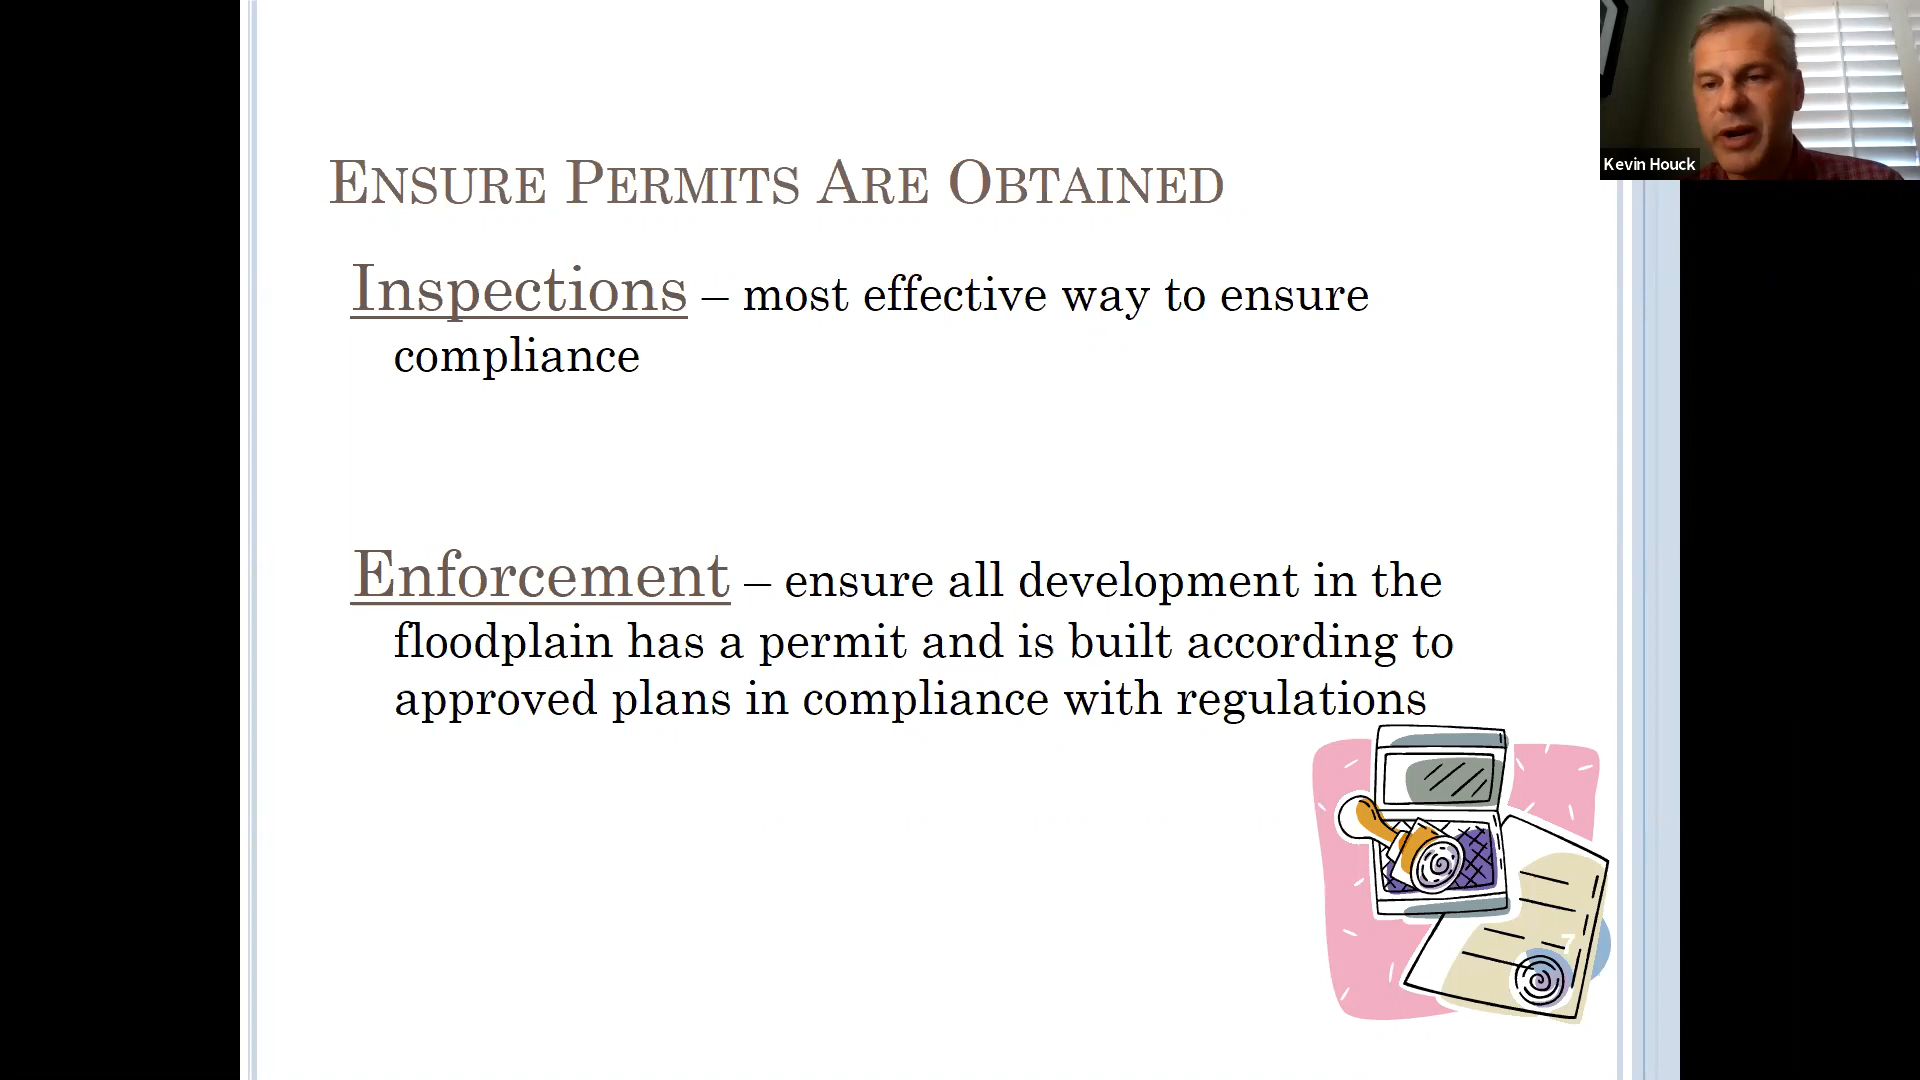 Kevin Houck
ENSURE PERMITS ARE OBTAINED
Inspections – most effective way to ensure
compliance
Enforcement – ensure all development in the
floodplain has a permit and is built according to
approved plans in compliance with regulations
7